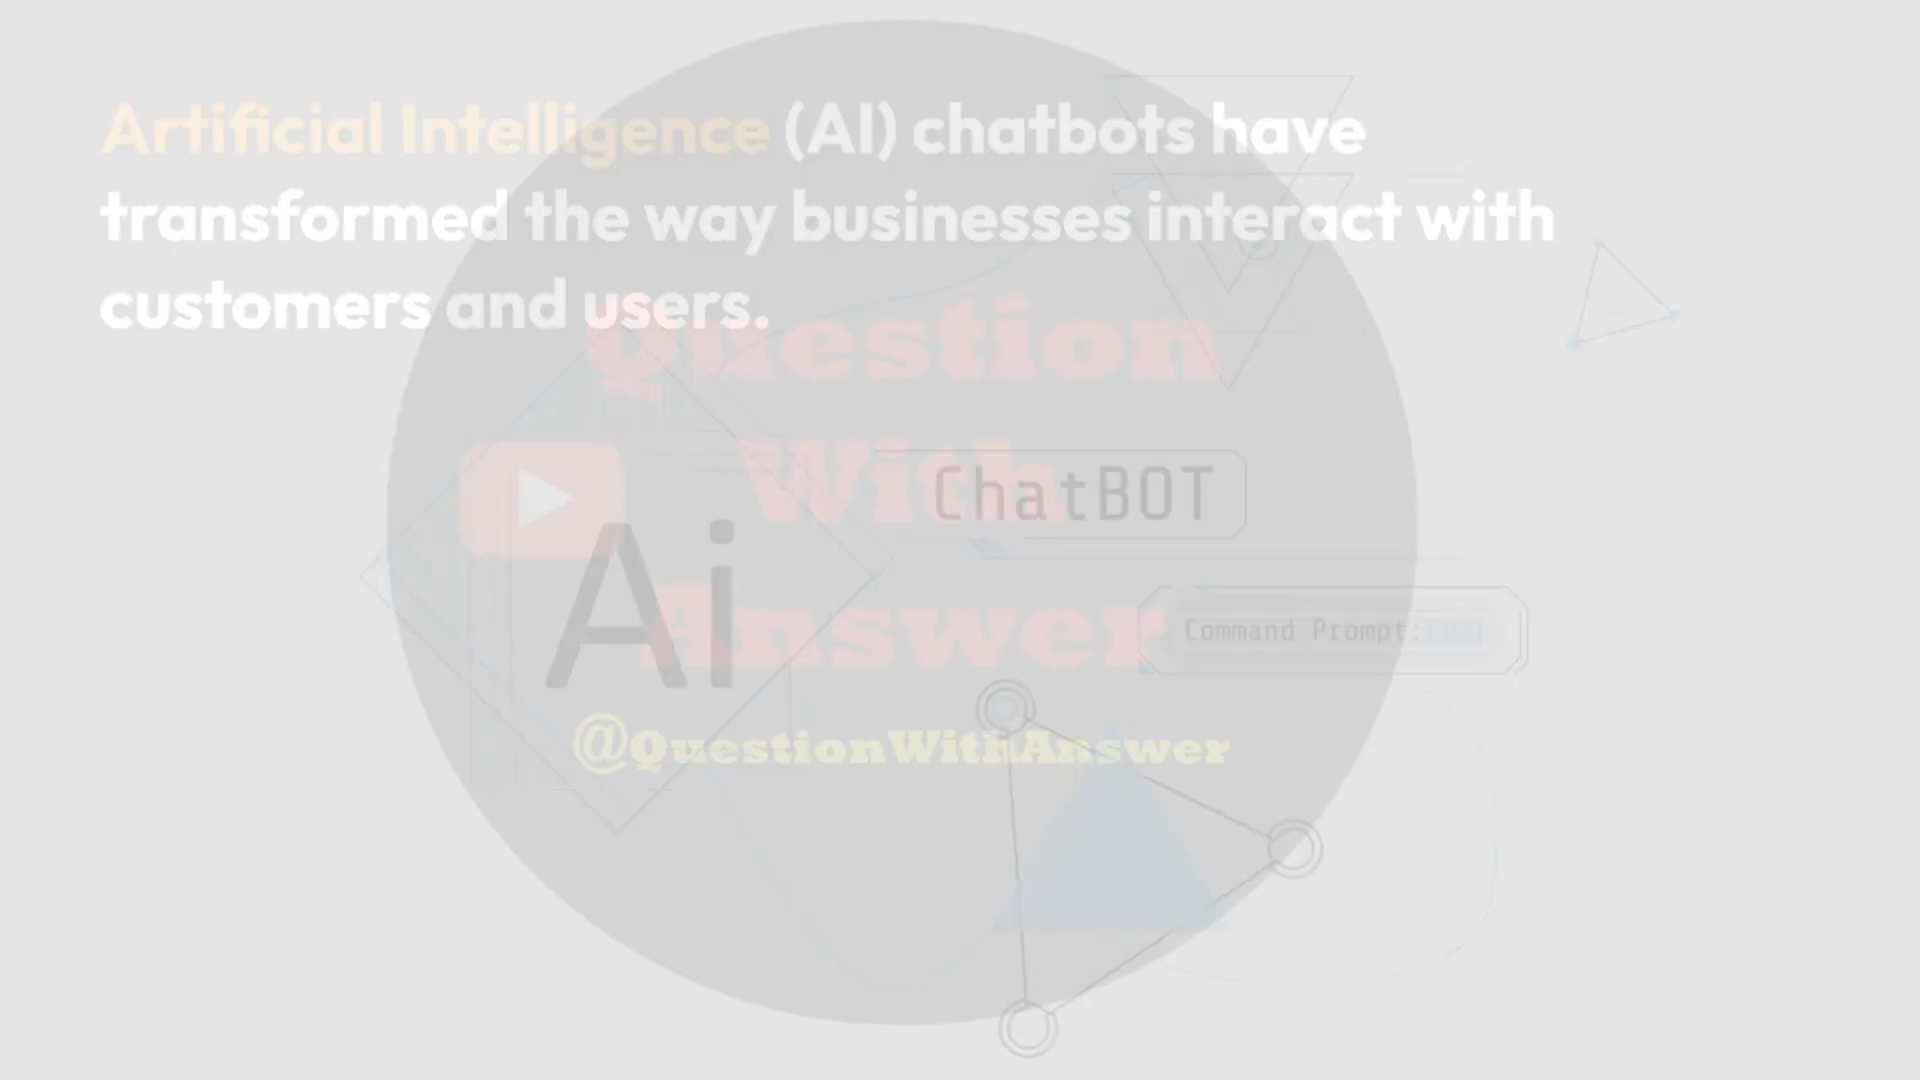 Artificial Intelligence (AI) chatbots have
transformed the way businesses interact with
customers and users.
Question
With
ChatBOT
Ai
Answer
Command Prompt:
@QuestionWithAnswer